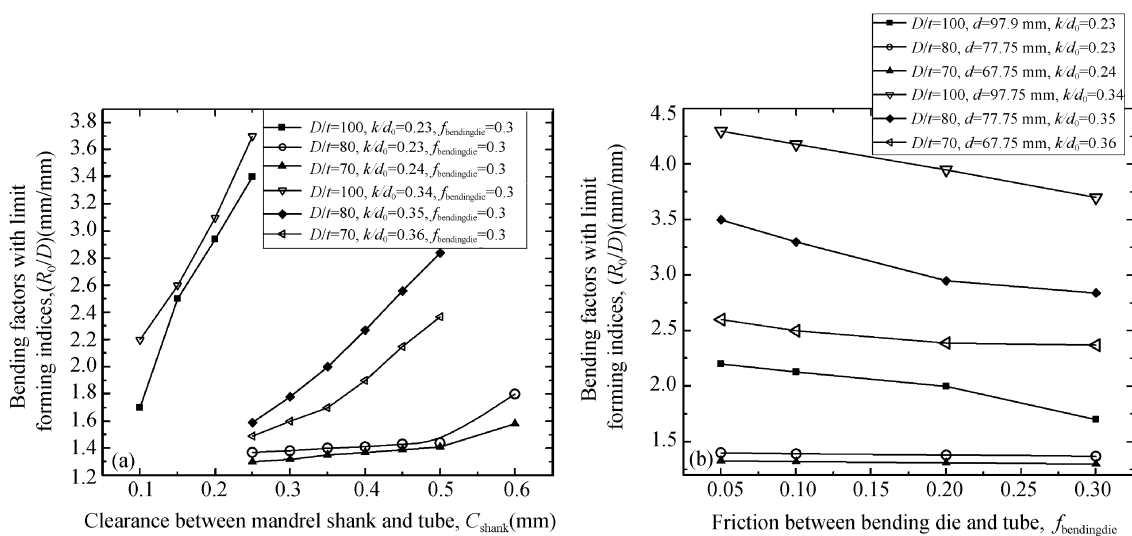 D/t=100, d=97.9 mm, k/d₀=0.23
D/t=80, d=77.75 mm, k/d₀=0.23
D/t=70, d=67.75 mm, k/d₀=0.24
D/t=100, d=97.75 mm, k/d₀=0.34
D/t=80, d=77.75 mm, k/d₀=0.35
D/t=70, d=67.75 mm, k/d₀=0.36
D/t=100, k/d₀=0.23, fbendingdie=0.3
D/t=80, k/d₀=0.23, fbendingdie=0.3
D/t=70, k/d₀=0.24, fbendingdie=0.3
D/t=100, k/d₀=0.34, fbendingdie=0.3
D/t=80, k/d₀=0.35, fbendingdie=0.3
D/t=70, k/d₀=0.36, fbendingdie=0.3
Bending factors with limit
forming indices,(R₀/D)(mm/mm)
3.8
3.6
3.4
3.2
3.0
2.8
2.6
2.4
2.2
2.0
1.8
1.6
1.4
1.2
(a)
0.1
0.2
0.3
0.4
0.5
0.6
Clearance between mandrel shank and tube, Cshank(mm)
Bending factors with limit
forming indices, (R₀/D)(mm/mm)
4.5
4.0
3.5
3.0
2.5
2.0
1.5
(b)
0.05
0.10
0.20
0.30
Friction between bending die and tube, fbendingdie